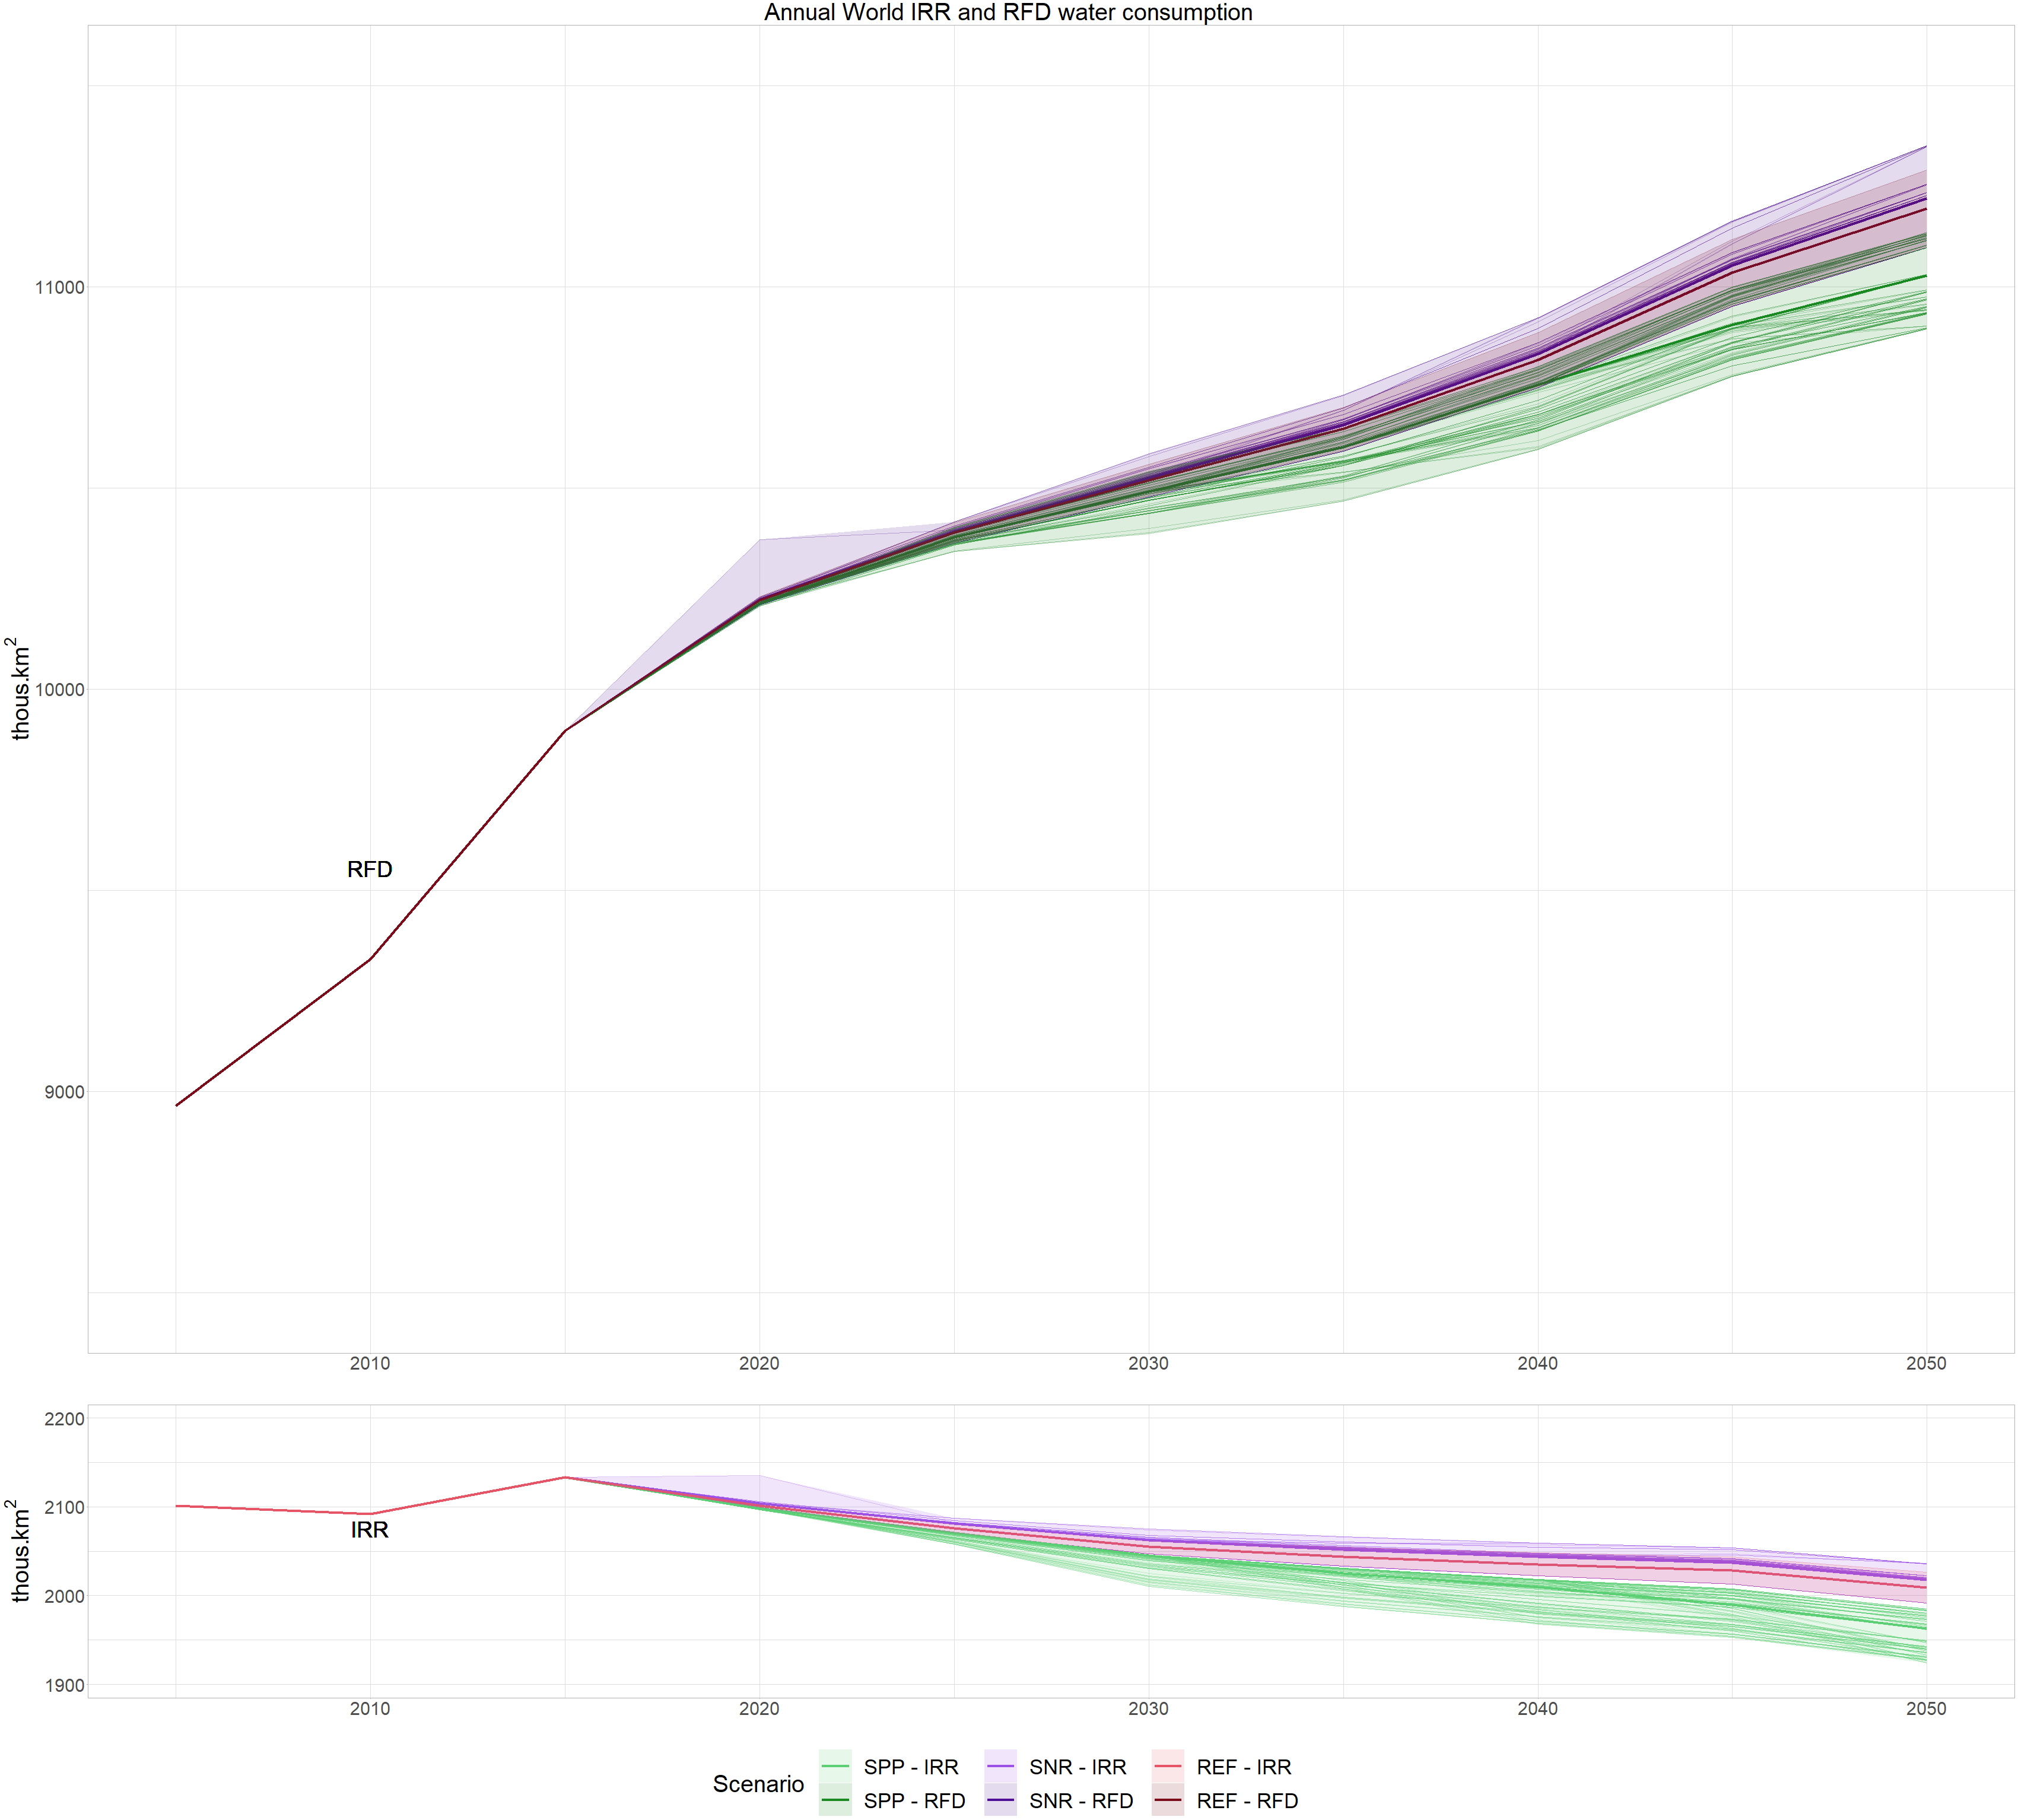 Annual World IRR and RFD water consumption
11000
10000
9000
thous.km²
RFD
2010 2020 2030 2040 2050
2200
2100
2000
1900
thous.km²
IRR
2010 2020 2030 2040 2050
Scenario
SPP - IRR SNR - IRR REF - IRR
SPP - RFD SNR - RFD REF - RFD